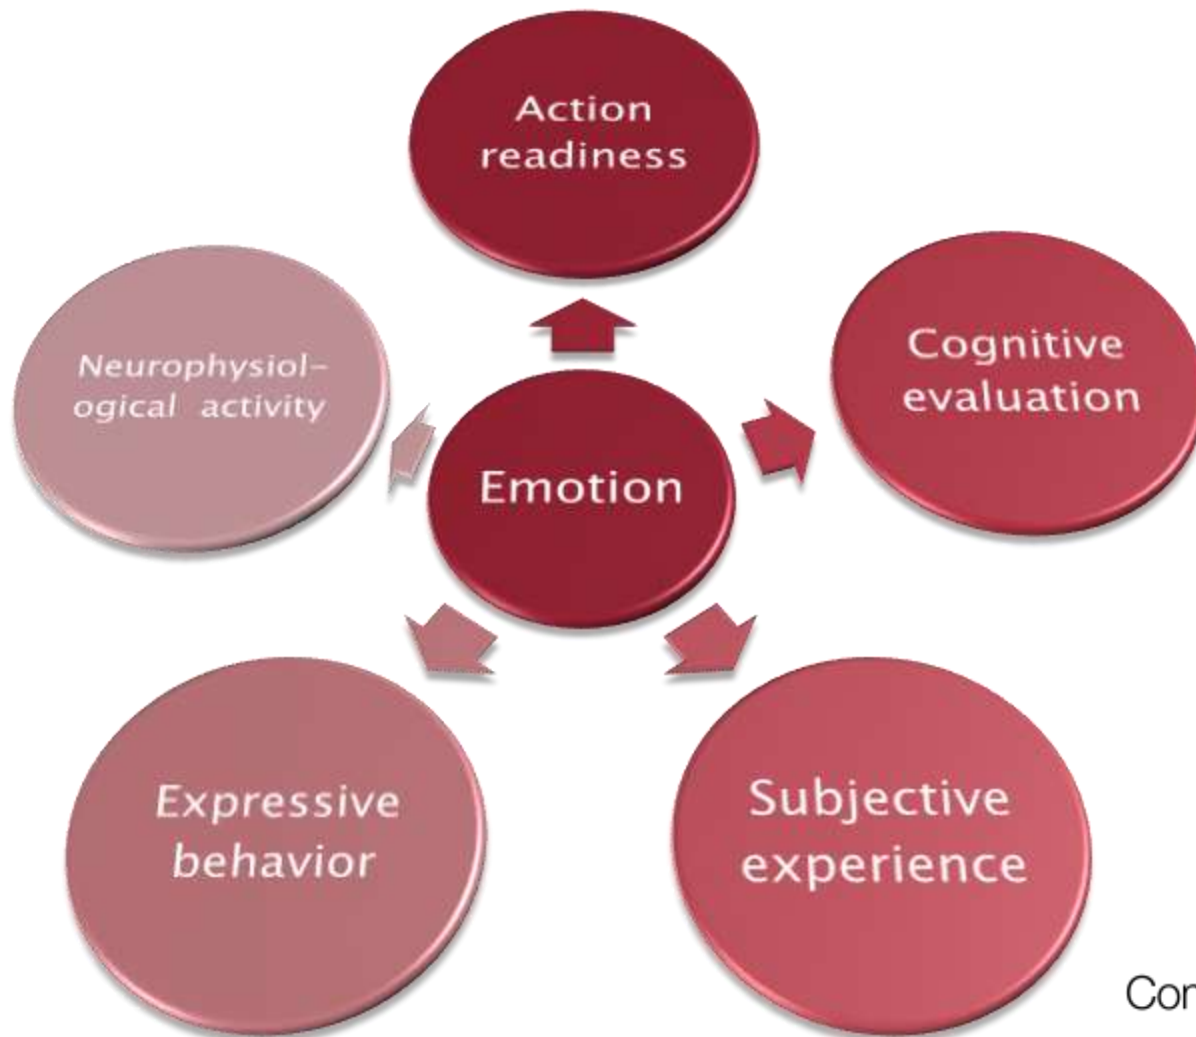 Action
readiness
Cognitive
evaluation
Neurophysiol-
ogical activity
Emotion
Expressive
behavior
Subjective
experience